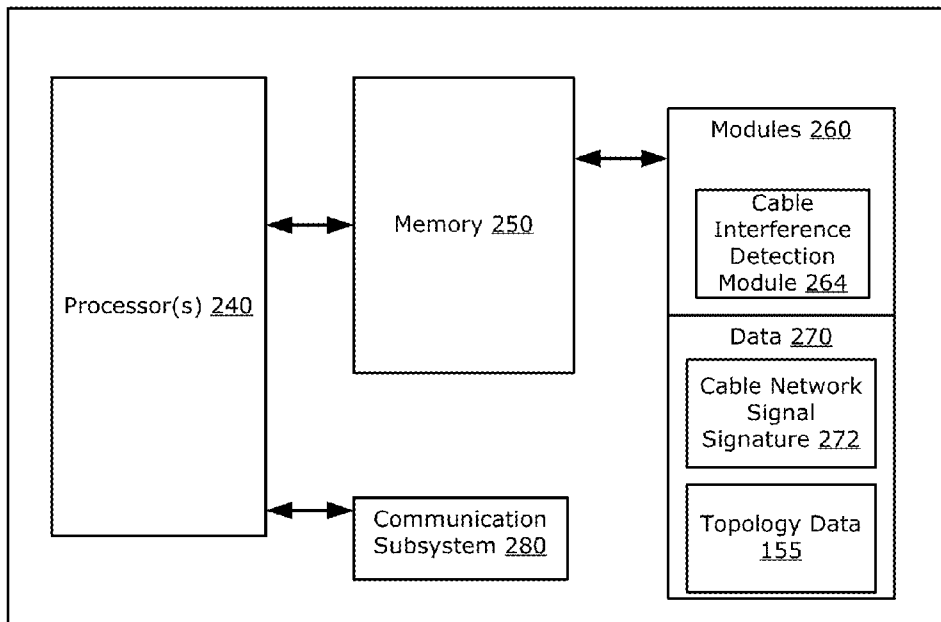 Processor(s) 240
Memory 250
Modules 260
Cable
Interference
Detection
Module 264
Data 270
Cable Network
Signal
Signature 272
Topology Data
155
Communication
Subsystem 280